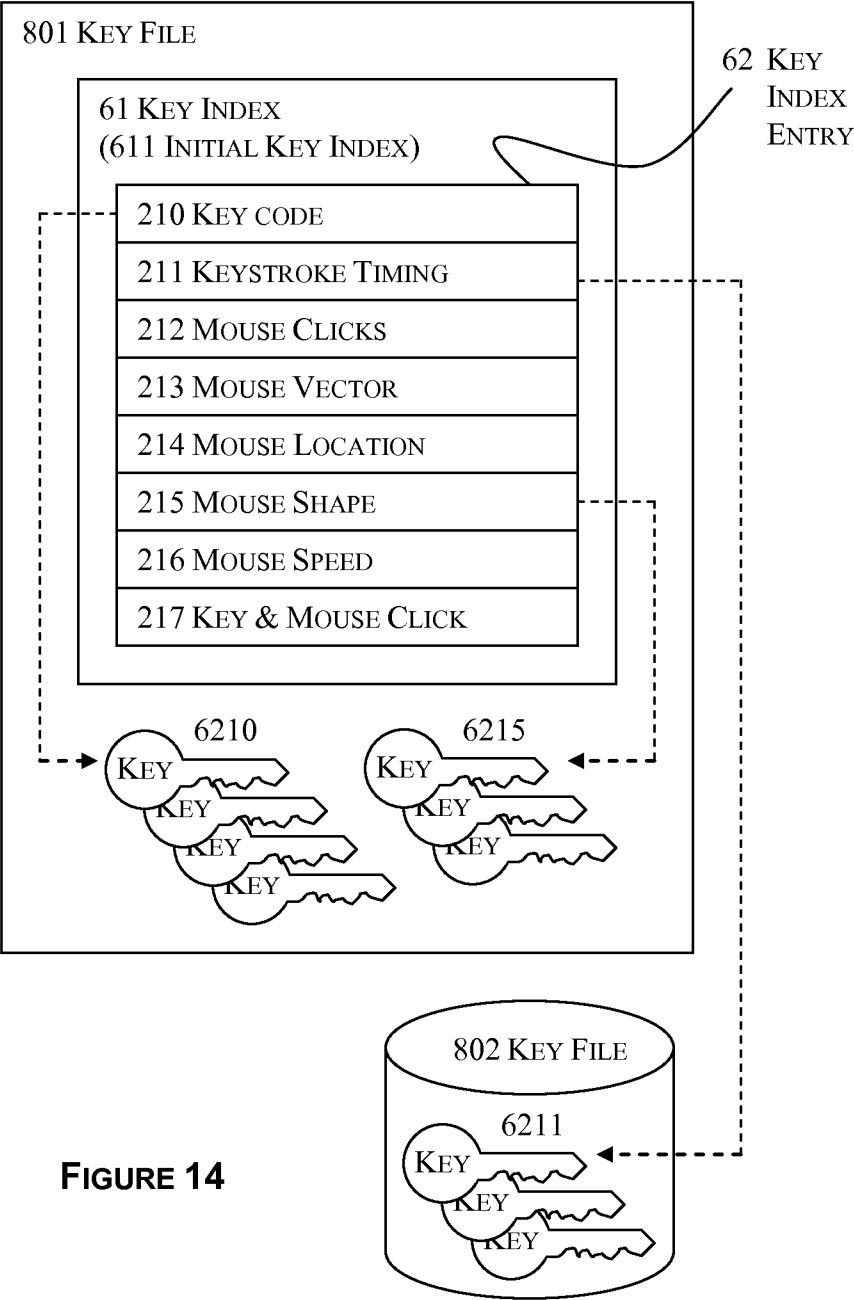 801 KEY FILE
62 KEY
INDEX
ENTRY
61 KEY INDEX
(611 INITIAL KEY INDEX)
210 KEY CODE
211 KEYSTROKE TIMING
212 MOUSE CLICKS
213 MOUSE VECTOR
214 MOUSE LOCATION
215 MOUSE SHAPE
216 MOUSE SPEED
217 KEY & MOUSE CLICK
6210
KEY
KEY
KEY
KEY
6215
KEY
KEY
KEY
802 KEY FILE
6211
KEY
KEY
KEY
FIGURE 14